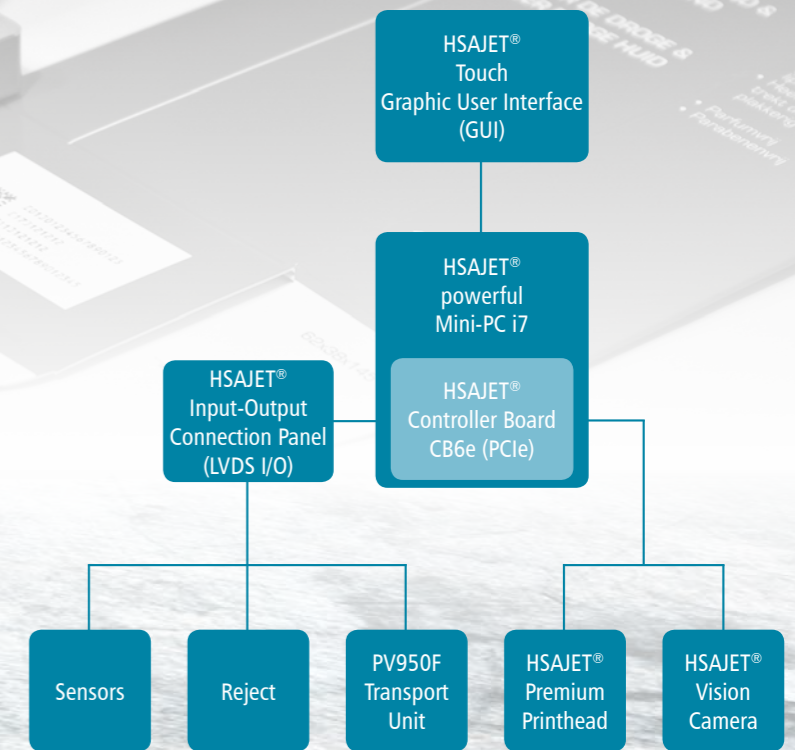 HSAJET®
Touch
Graphic User Interface
(GUI)
HSAJET®
powerful
Mini-PC i7
HSAJET®
Controller Board
CB6e (PCIe)
HSAJET®
Input-Output
Connection Panel
(LVDS I/O)
Sensors
Reject
PV950F
Transport
Unit
HSAJET®
Premium
Printhead
HSAJET®
Vision
Camera